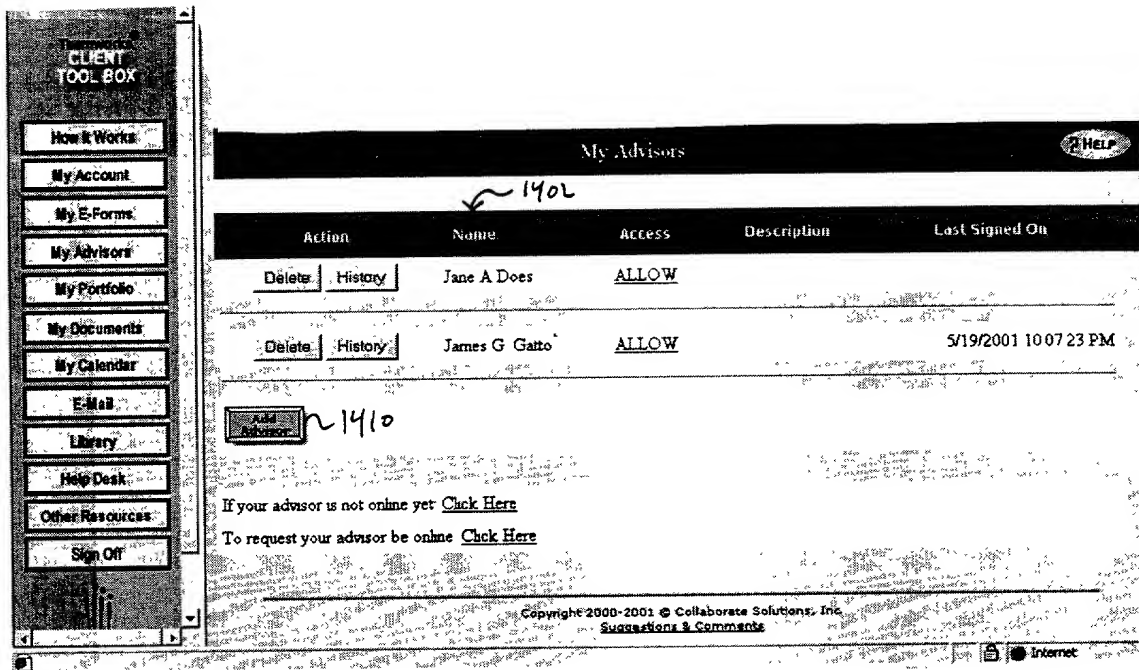 Teamworks
CLIENT
TOOL BOX
How It Works
My Account
My E-Forms
My Advisors
My Portfolio
My Documents
My Calendar
E-Mail
Library
Help Desk
Other Resources
Sign Off
My Advisors
? HELP
1402
Action Name Access Description Last Signed On
Delete History Jane A Does ALLOW
Delete History James G Gatto ALLOW 5/19/2001 10 07 23 PM
Add
Advisor
1410
If your advisor is not online yet Click Here
To request your advisor be online Click Here
Copyright 2000-2001 © Collaborate Solutions, Inc
Suggestions & Comments
Internet